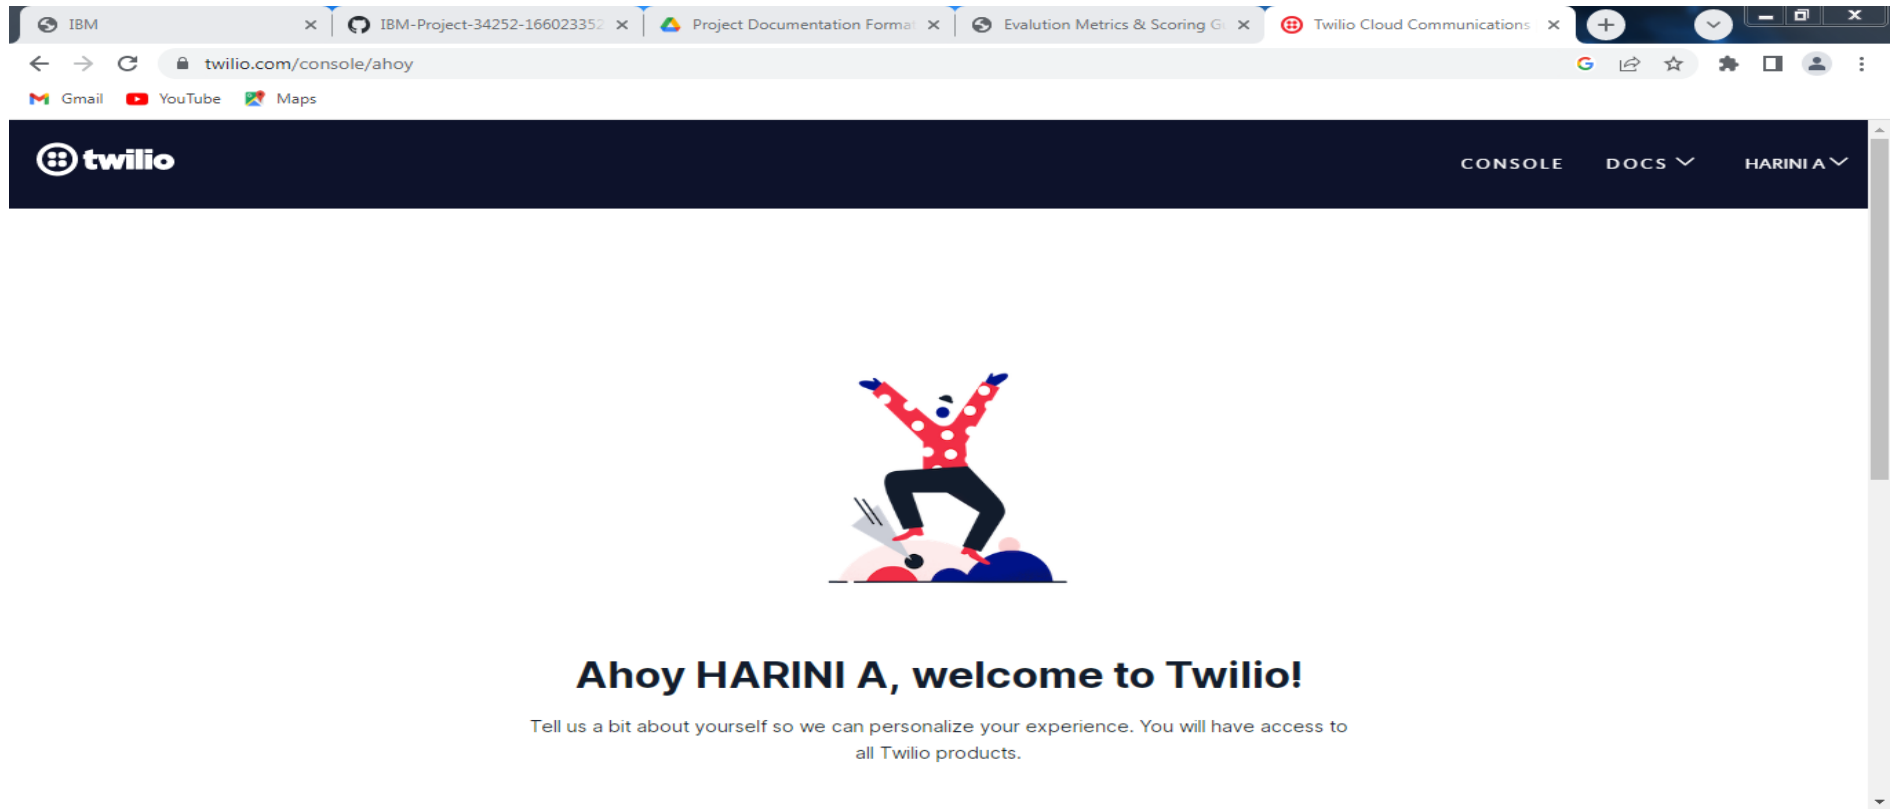 IBM
IBM-Project-34252-166023352
Project Documentation Format
Evalution Metrics & Scoring G
Twilio Cloud Communications
twilio.com/console/ahoy
Gmail YouTube Maps
twilio
CONSOLE DOCS HARINI A
Ahoy HARINI A, welcome to Twilio!
Tell us a bit about yourself so we can personalize your experience. You will have access to
all Twilio products.